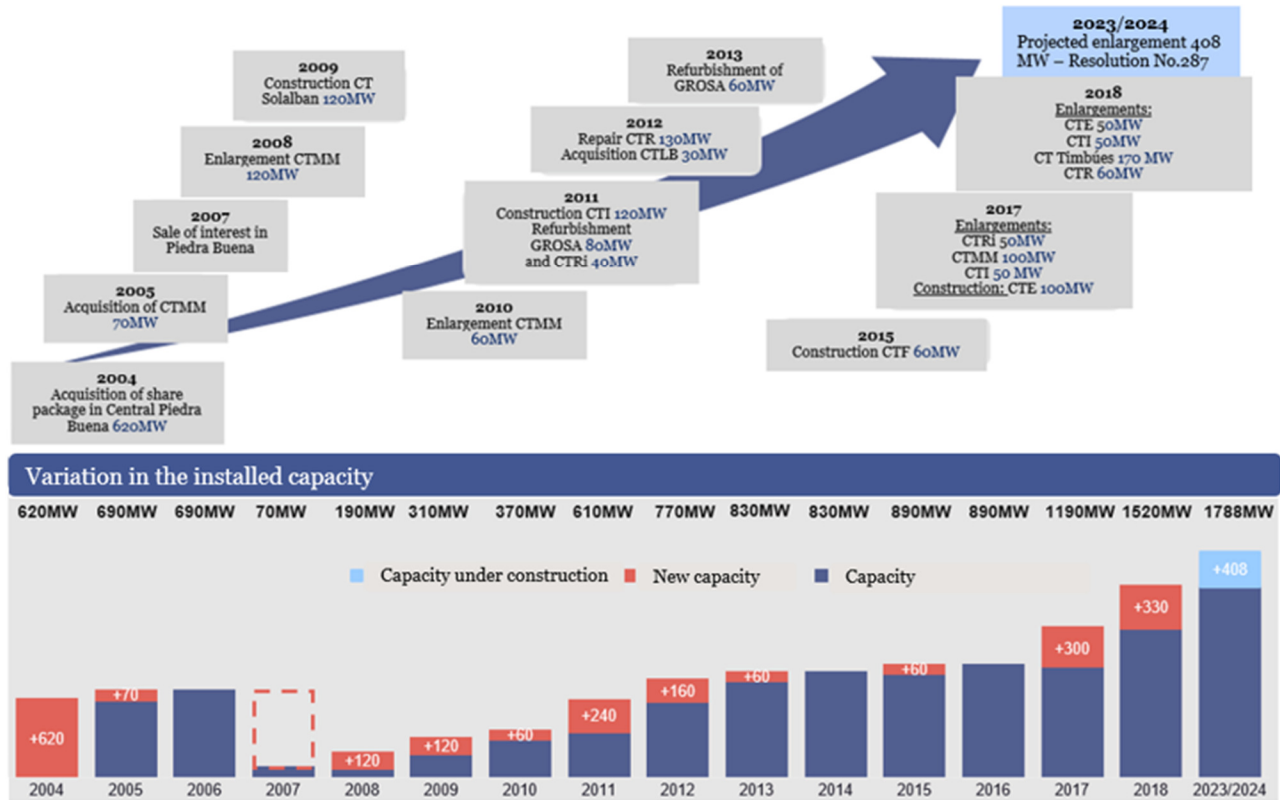 2023/2024
Projected enlargement 408
MW – Resolution No.287
2018
Enlargements:
CTE 50MW
CTI 50MW
CT Timbúes 170 MW
CTR 60MW
2017
Enlargements:
CTRi 50MW
CTMM 100MW
CTI 50 MW
Construction: CTE 100MW
2015
Construction CTF 60MW
2013
Refurbishment of
GROSA 60MW
2012
Repair CTR 130MW
Acquisition CTLB 30MW
2011
Construction CTI 120MW
Refurbishment
GROSA 80MW
and CTRi 40MW
2010
Enlargement CTMM
60MW
2009
Construction CT
Solalban 120MW
2008
Enlargement CTMM
120MW
2007
Sale of interest in
Piedra Buena
2005
Acquisition of CTMM
70MW
2004
Acquisition of share
package in Central Piedra
Buena 620MW
Variation in the installed capacity
620MW 690MW 690MW 70MW 190MW 310MW 370MW 610MW 770MW 830MW 830MW 890MW 890MW 1190MW 1520MW 1788MW
Capacity under construction New capacity Capacity
+620 +70 +120 +120 +60 +240 +160 +60 +60 +300 +330 +408
2004 2005 2006 2007 2008 2009 2010 2011 2012 2013 2014 2015 2016 2017 2018 2023/2024